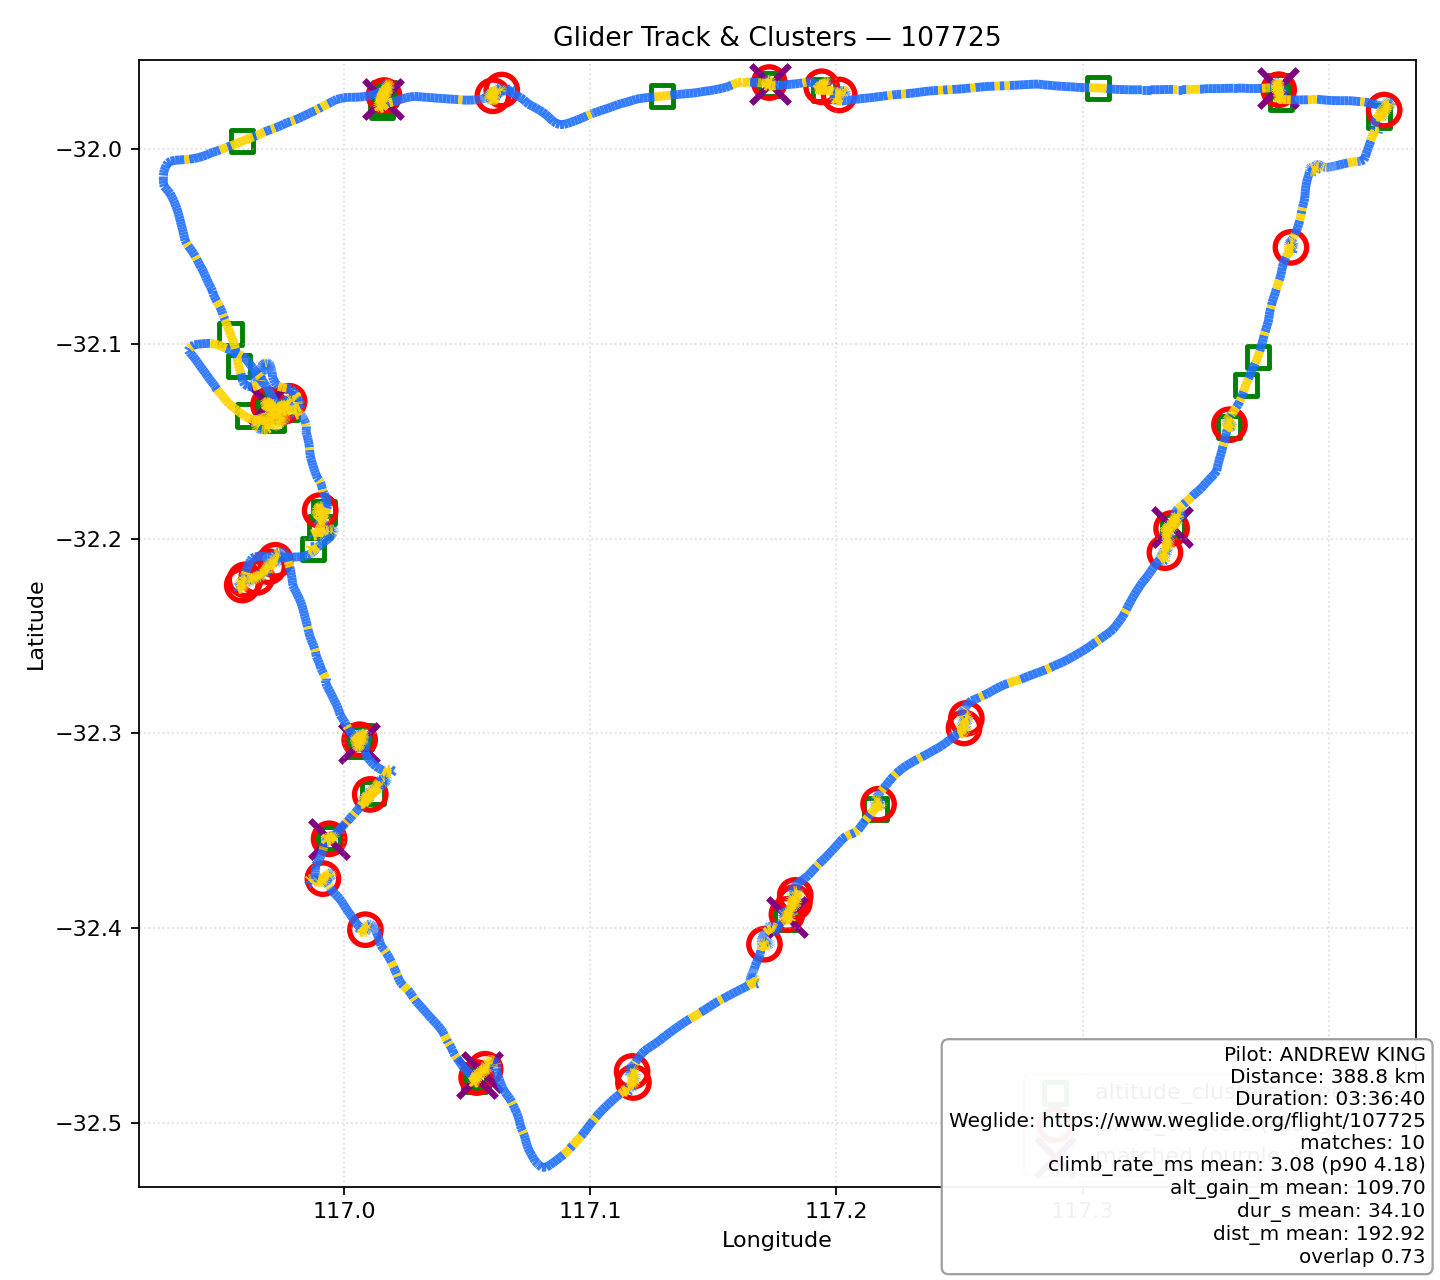 Glider Track & Clusters — 107725
Latitude
−32.0
−32.1
−32.2
−32.3
−32.4
−32.5
117.0
117.1
117.2
117.3
Longitude
Pilot: ANDREW KING
Distance: 388.8 km
Duration: 03:36:40
Weglide: https://www.weglide.org/flight/107725
matches: 10
climb_rate_ms mean: 3.08 (p90 4.18)
alt_gain_m mean: 109.70
dur_s mean: 34.10
dist_m mean: 192.92
overlap 0.73